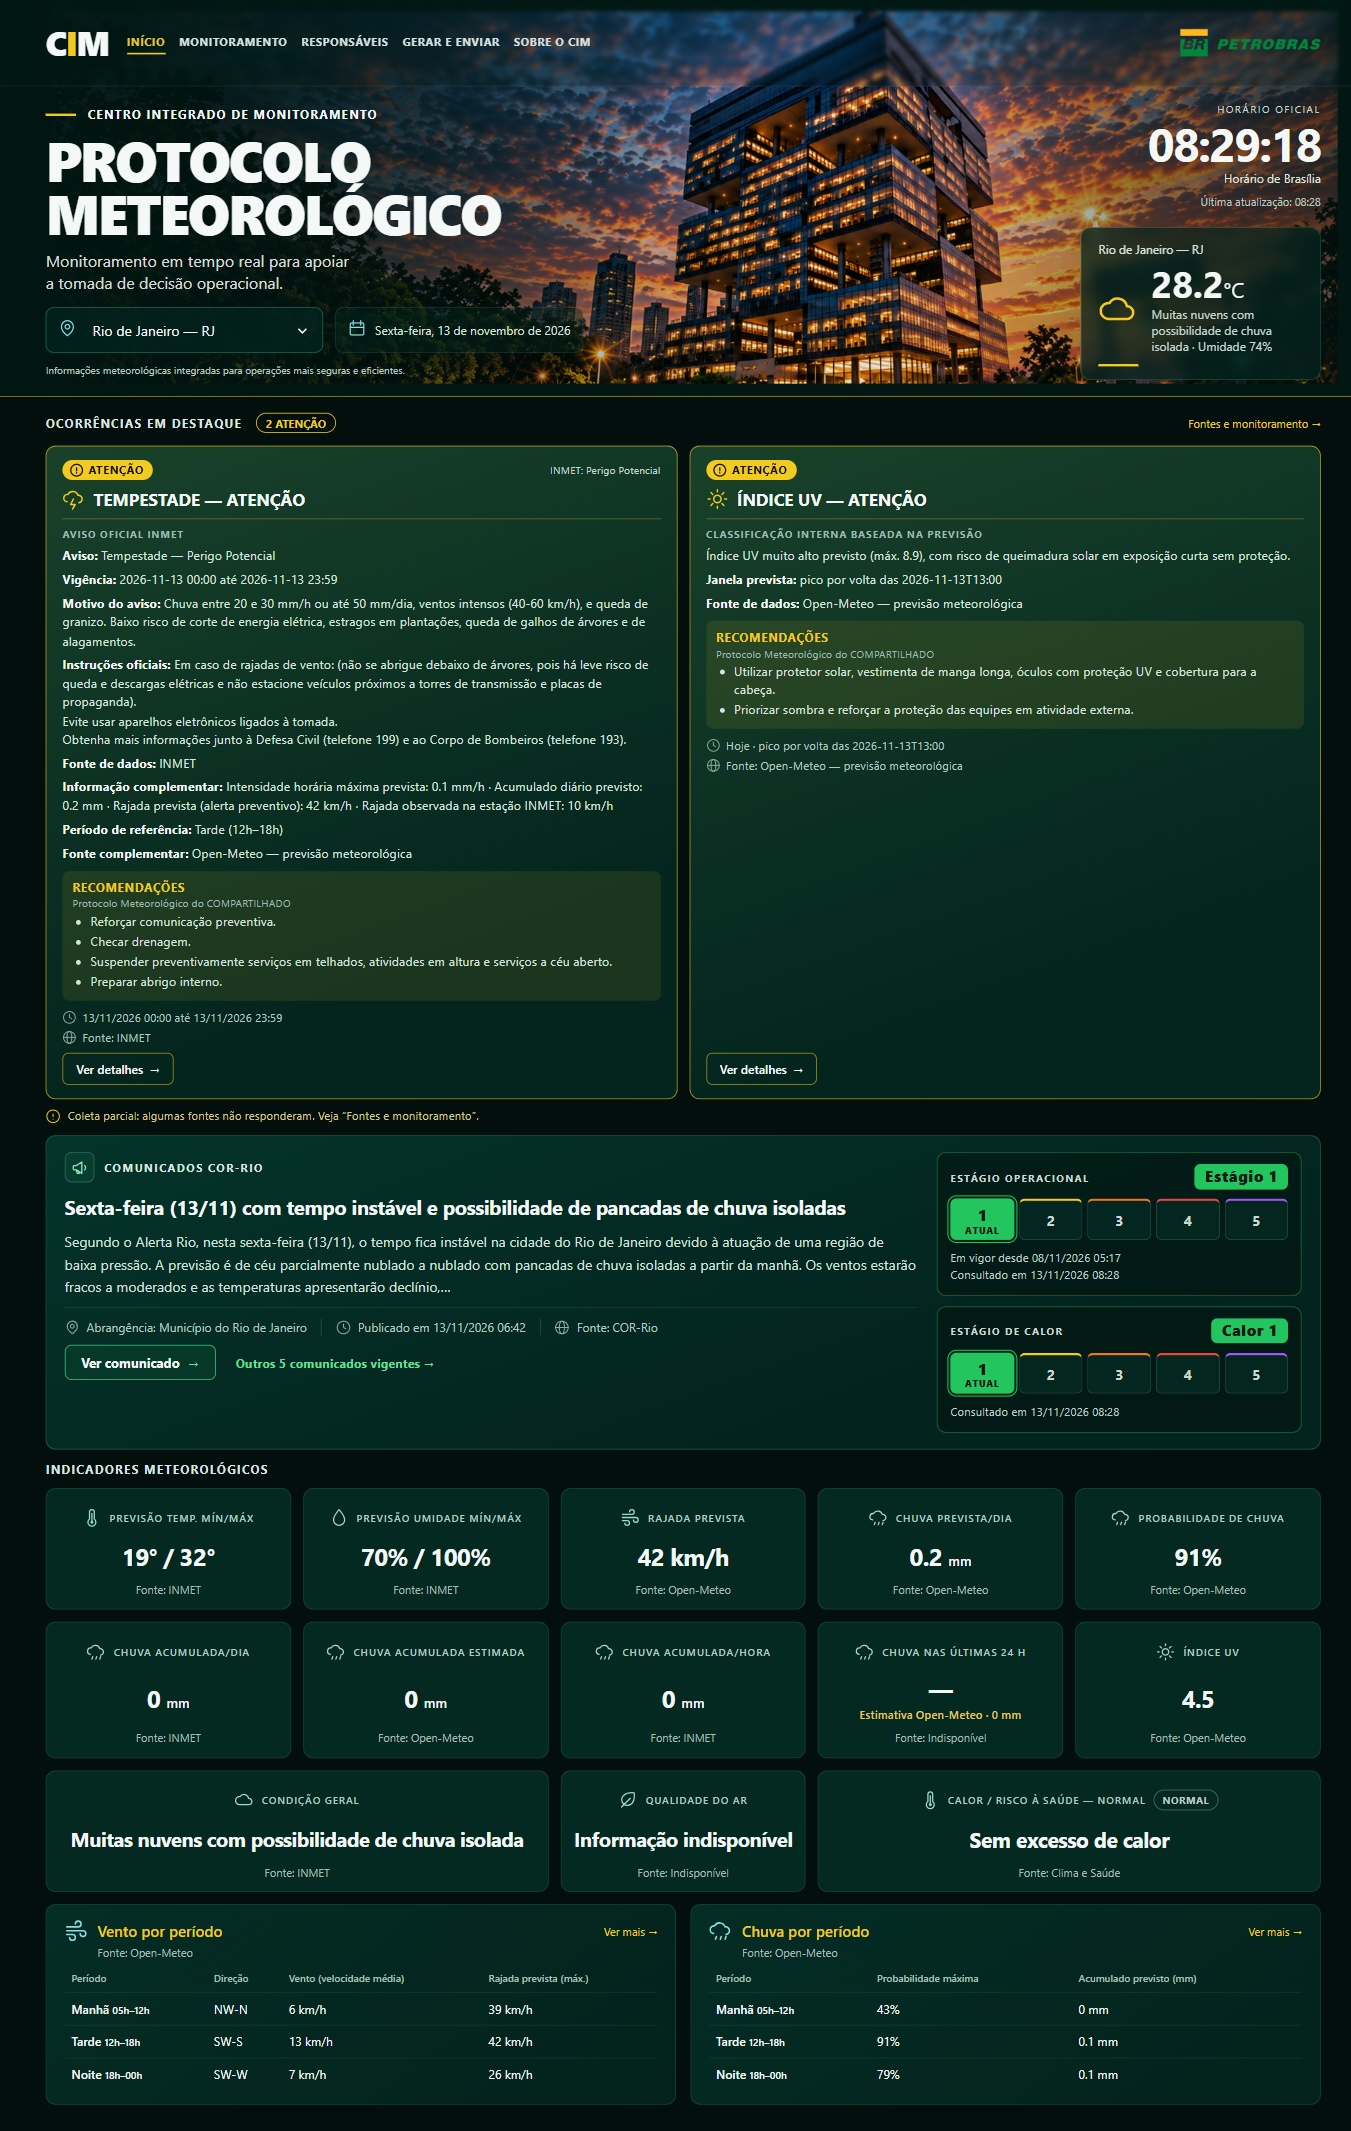 CIM
INÍCIO
MONITORAMENTO
RESPONSÁVEIS
GERAR E ENVIAR
SOBRE O CIM
BR PETROBRAS
CENTRO INTEGRADO DE MONITORAMENTO
PROTOCOLO
METEOROLÓGICO
Monitoramento em tempo real para apoiar
a tomada de decisão operacional.
Rio de Janeiro — RJ
Sexta-feira, 13 de novembro de 2026
Informações meteorológicas integradas para operações mais seguras e eficientes.
HORÁRIO OFICIAL
08:29:18
Horário de Brasília
Última atualização: 08:28
Rio de Janeiro — RJ
28.2°C
Muitas nuvens com
possibilidade de chuva
isolada · Umidade 74%
OCORRÊNCIAS EM DESTAQUE
2 ATENÇÃO
Fontes e monitoramento →
ATENÇÃO
INMET: Perigo Potencial
TEMPESTADE — ATENÇÃO
AVISO OFICIAL INMET
Aviso: Tempestade — Perigo Potencial
Vigência: 2026-11-13 00:00 até 2026-11-13 23:59
Motivo do aviso: Chuva entre 20 e 30 mm/h ou até 50 mm/dia, ventos intensos (40-60 km/h), e queda de
granizo. Baixo risco de corte de energia elétrica, estragos em plantações, queda de galhos de árvores e de
alagamentos.
Instruções oficiais: Em caso de rajadas de vento: (não se abrigue debaixo de árvores, pois há leve risco de
queda e descargas elétricas e não estacione veículos próximos a torres de transmissão e placas de
propaganda).
Evite usar aparelhos eletrônicos ligados à tomada.
Obtenha mais informações junto à Defesa Civil (telefone 199) e ao Corpo de Bombeiros (telefone 193).
Fonte de dados: INMET
Informação complementar: Intensidade horária máxima prevista: 0.1 mm/h · Acumulado diário previsto:
0.2 mm · Rajada prevista (alerta preventivo): 42 km/h · Rajada observada na estação INMET: 10 km/h
Período de referência: Tarde (12h–18h)
Fonte complementar: Open-Meteo — previsão meteorológica
RECOMENDAÇÕES
Protocolo Meteorológico do COMPARTILHADO
• Reforçar comunicação preventiva.
• Checar drenagem.
• Suspender preventivamente serviços em telhados, atividades em altura e serviços a céu aberto.
• Preparar abrigo interno.
13/11/2026 00:00 até 13/11/2026 23:59
Fonte: INMET
Ver detalhes →
ATENÇÃO
ÍNDICE UV — ATENÇÃO
CLASSIFICAÇÃO INTERNA BASEADA NA PREVISÃO
Índice UV muito alto previsto (máx. 8.9), com risco de queimadura solar em exposição curta sem proteção.
Janela prevista: pico por volta das 2026-11-13T13:00
Fonte de dados: Open-Meteo — previsão meteorológica
RECOMENDAÇÕES
Protocolo Meteorológico do COMPARTILHADO
• Utilizar protetor solar, vestimenta de manga longa, óculos com proteção UV e cobertura para a
cabeça.
• Priorizar sombra e reforçar a proteção das equipes em atividade externa.
Hoje · pico por volta das 2026-11-13T13:00
Fonte: Open-Meteo — previsão meteorológica
Ver detalhes →
Coleta parcial: algumas fontes não responderam. Veja “Fontes e monitoramento”.
COMUNICADOS COR-RIO
Sexta-feira (13/11) com tempo instável e possibilidade de pancadas de chuva isoladas
Segundo o Alerta Rio, nesta sexta-feira (13/11), o tempo fica instável na cidade do Rio de Janeiro devido à atuação de uma região de
baixa pressão. A previsão é de céu parcialmente nublado a nublado com pancadas de chuva isoladas a partir da manhã. Os ventos estarão
fracos a moderados e as temperaturas apresentarão declínio,...
Abrangência: Município do Rio de Janeiro
Publicado em 13/11/2026 06:42
Fonte: COR-Rio
Ver comunicado →
Outros 5 comunicados vigentes →
ESTÁGIO OPERACIONAL
Estágio 1
1 ATUAL
2
3
4
5
Em vigor desde 08/11/2026 05:17
Consultado em 13/11/2026 08:28
ESTÁGIO DE CALOR
Calor 1
1 ATUAL
2
3
4
5
Consultado em 13/11/2026 08:28
INDICADORES METEOROLÓGICOS
PREVISÃO TEMP. MÍN/MÁX
19° / 32°
Fonte: INMET
PREVISÃO UMIDADE MÍN/MÁX
70% / 100%
Fonte: INMET
RAJADA PREVISTA
42 km/h
Fonte: Open-Meteo
CHUVA PREVISTA/DIA
0.2 mm
Fonte: Open-Meteo
PROBABILIDADE DE CHUVA
91%
Fonte: Open-Meteo
CHUVA ACUMULADA/DIA
0 mm
Fonte: INMET
CHUVA ACUMULADA ESTIMADA
0 mm
Fonte: Open-Meteo
CHUVA ACUMULADA/HORA
0 mm
Fonte: INMET
CHUVA NAS ÚLTIMAS 24 H
—
Estimativa Open-Meteo · 0 mm
Fonte: Indisponível
ÍNDICE UV
4.5
Fonte: Open-Meteo
CONDIÇÃO GERAL
Muitas nuvens com possibilidade de chuva isolada
Fonte: INMET
QUALIDADE DO AR
Informação indisponível
Fonte: Indisponível
CALOR / RISCO À SAÚDE — NORMAL
NORMAL
Sem excesso de calor
Fonte: Clima e Saúde
Vento por período
Ver mais →
Fonte: Open-Meteo
Período Direção Vento (velocidade média) Rajada prevista (máx.)
Manhã 05h–12h NW-N 6 km/h 39 km/h
Tarde 12h–18h SW-S 13 km/h 42 km/h
Noite 18h–00h SW-W 7 km/h 26 km/h
Chuva por período
Ver mais →
Fonte: Open-Meteo
Período Probabilidade máxima Acumulado previsto (mm)
Manhã 05h–12h 43% 0 mm
Tarde 12h–18h 91% 0.1 mm
Noite 18h–00h 79% 0.1 mm